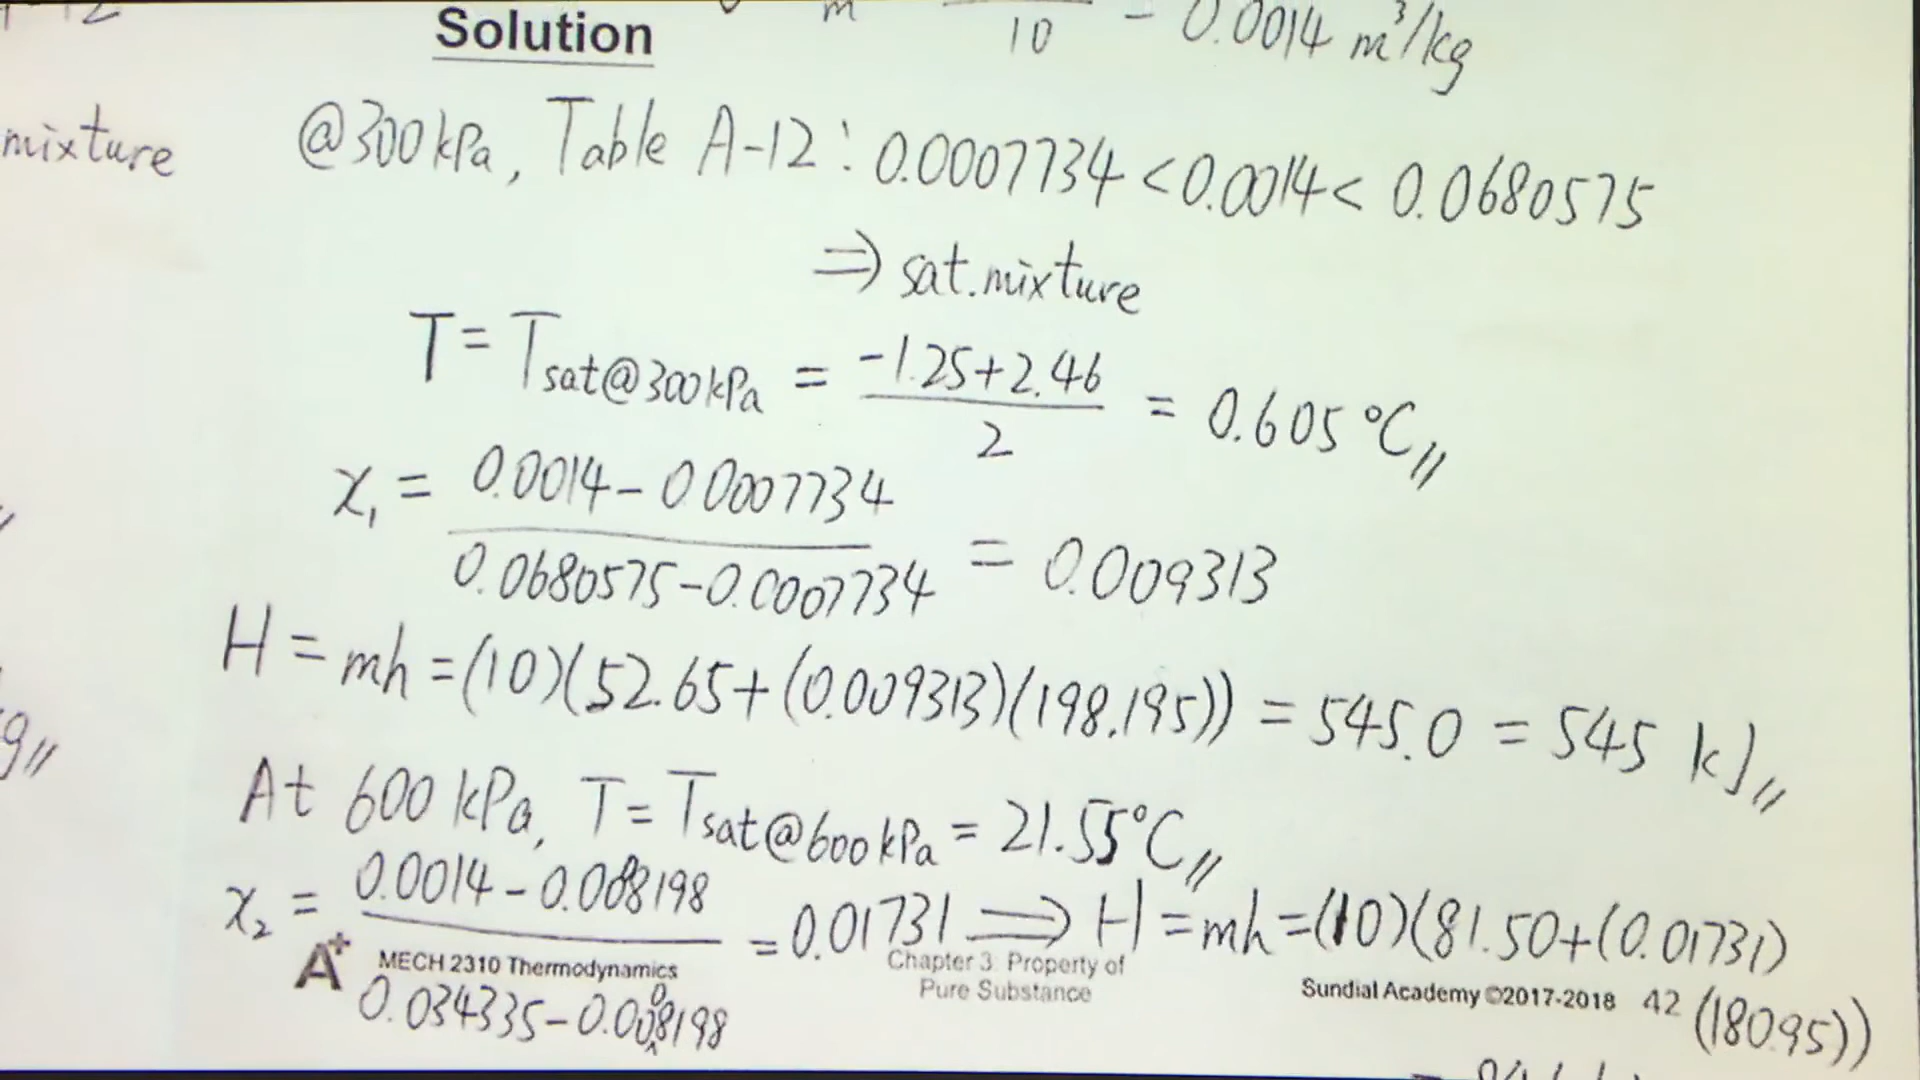 Solution
m
10
- 0.0014 m³/kg
mixture
@300 kPa, Table A-12 : 0.0007734 < 0.0014 < 0.0680575
⇒ sat. mixture
T = Tsat@300kPa = (-1.25+2.46)/2 = 0.605 °C//
x₁ = (0.0014 - 0.0007734)/(0.0680575 - 0.0007734) = 0.009313
H = mh = (10)(52.65+(0.009313)(198.195)) = 545.0 = 545 kJ//
g//
At 600 kPa, T = Tsat@600kPa = 21.55°C//
x₂ = (0.0014 - 0.0008198)/(0.034335 - 0.0008198) = 0.01731 ⟹ H = mh = (10)(81.50+(0.01731)
(180.95))
A+ MECH 2310 Thermodynamics
Chapter 3: Property of
Pure Substance
Sundial Academy ©2017-2018 42